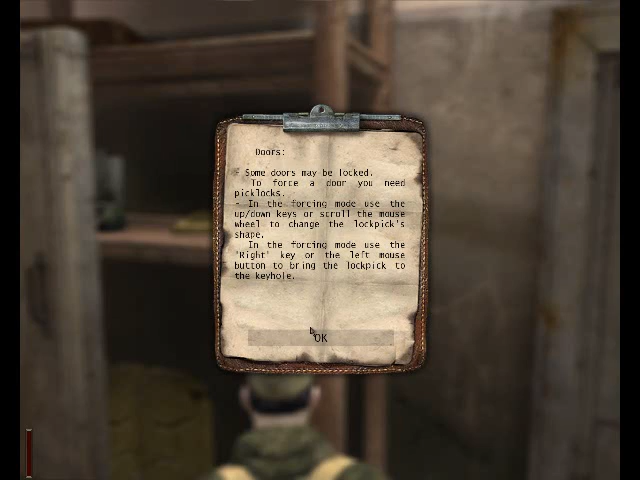 Doors:
- Some doors may be locked.
To force a door you need
picklocks.
- In the forcing mode use the
up/down keys or scroll the mouse
wheel to change the lockpick's
shape.
In the forcing mode use the
'Right' key or the left mouse
button to bring the lockpick to
the keyhole.
OK